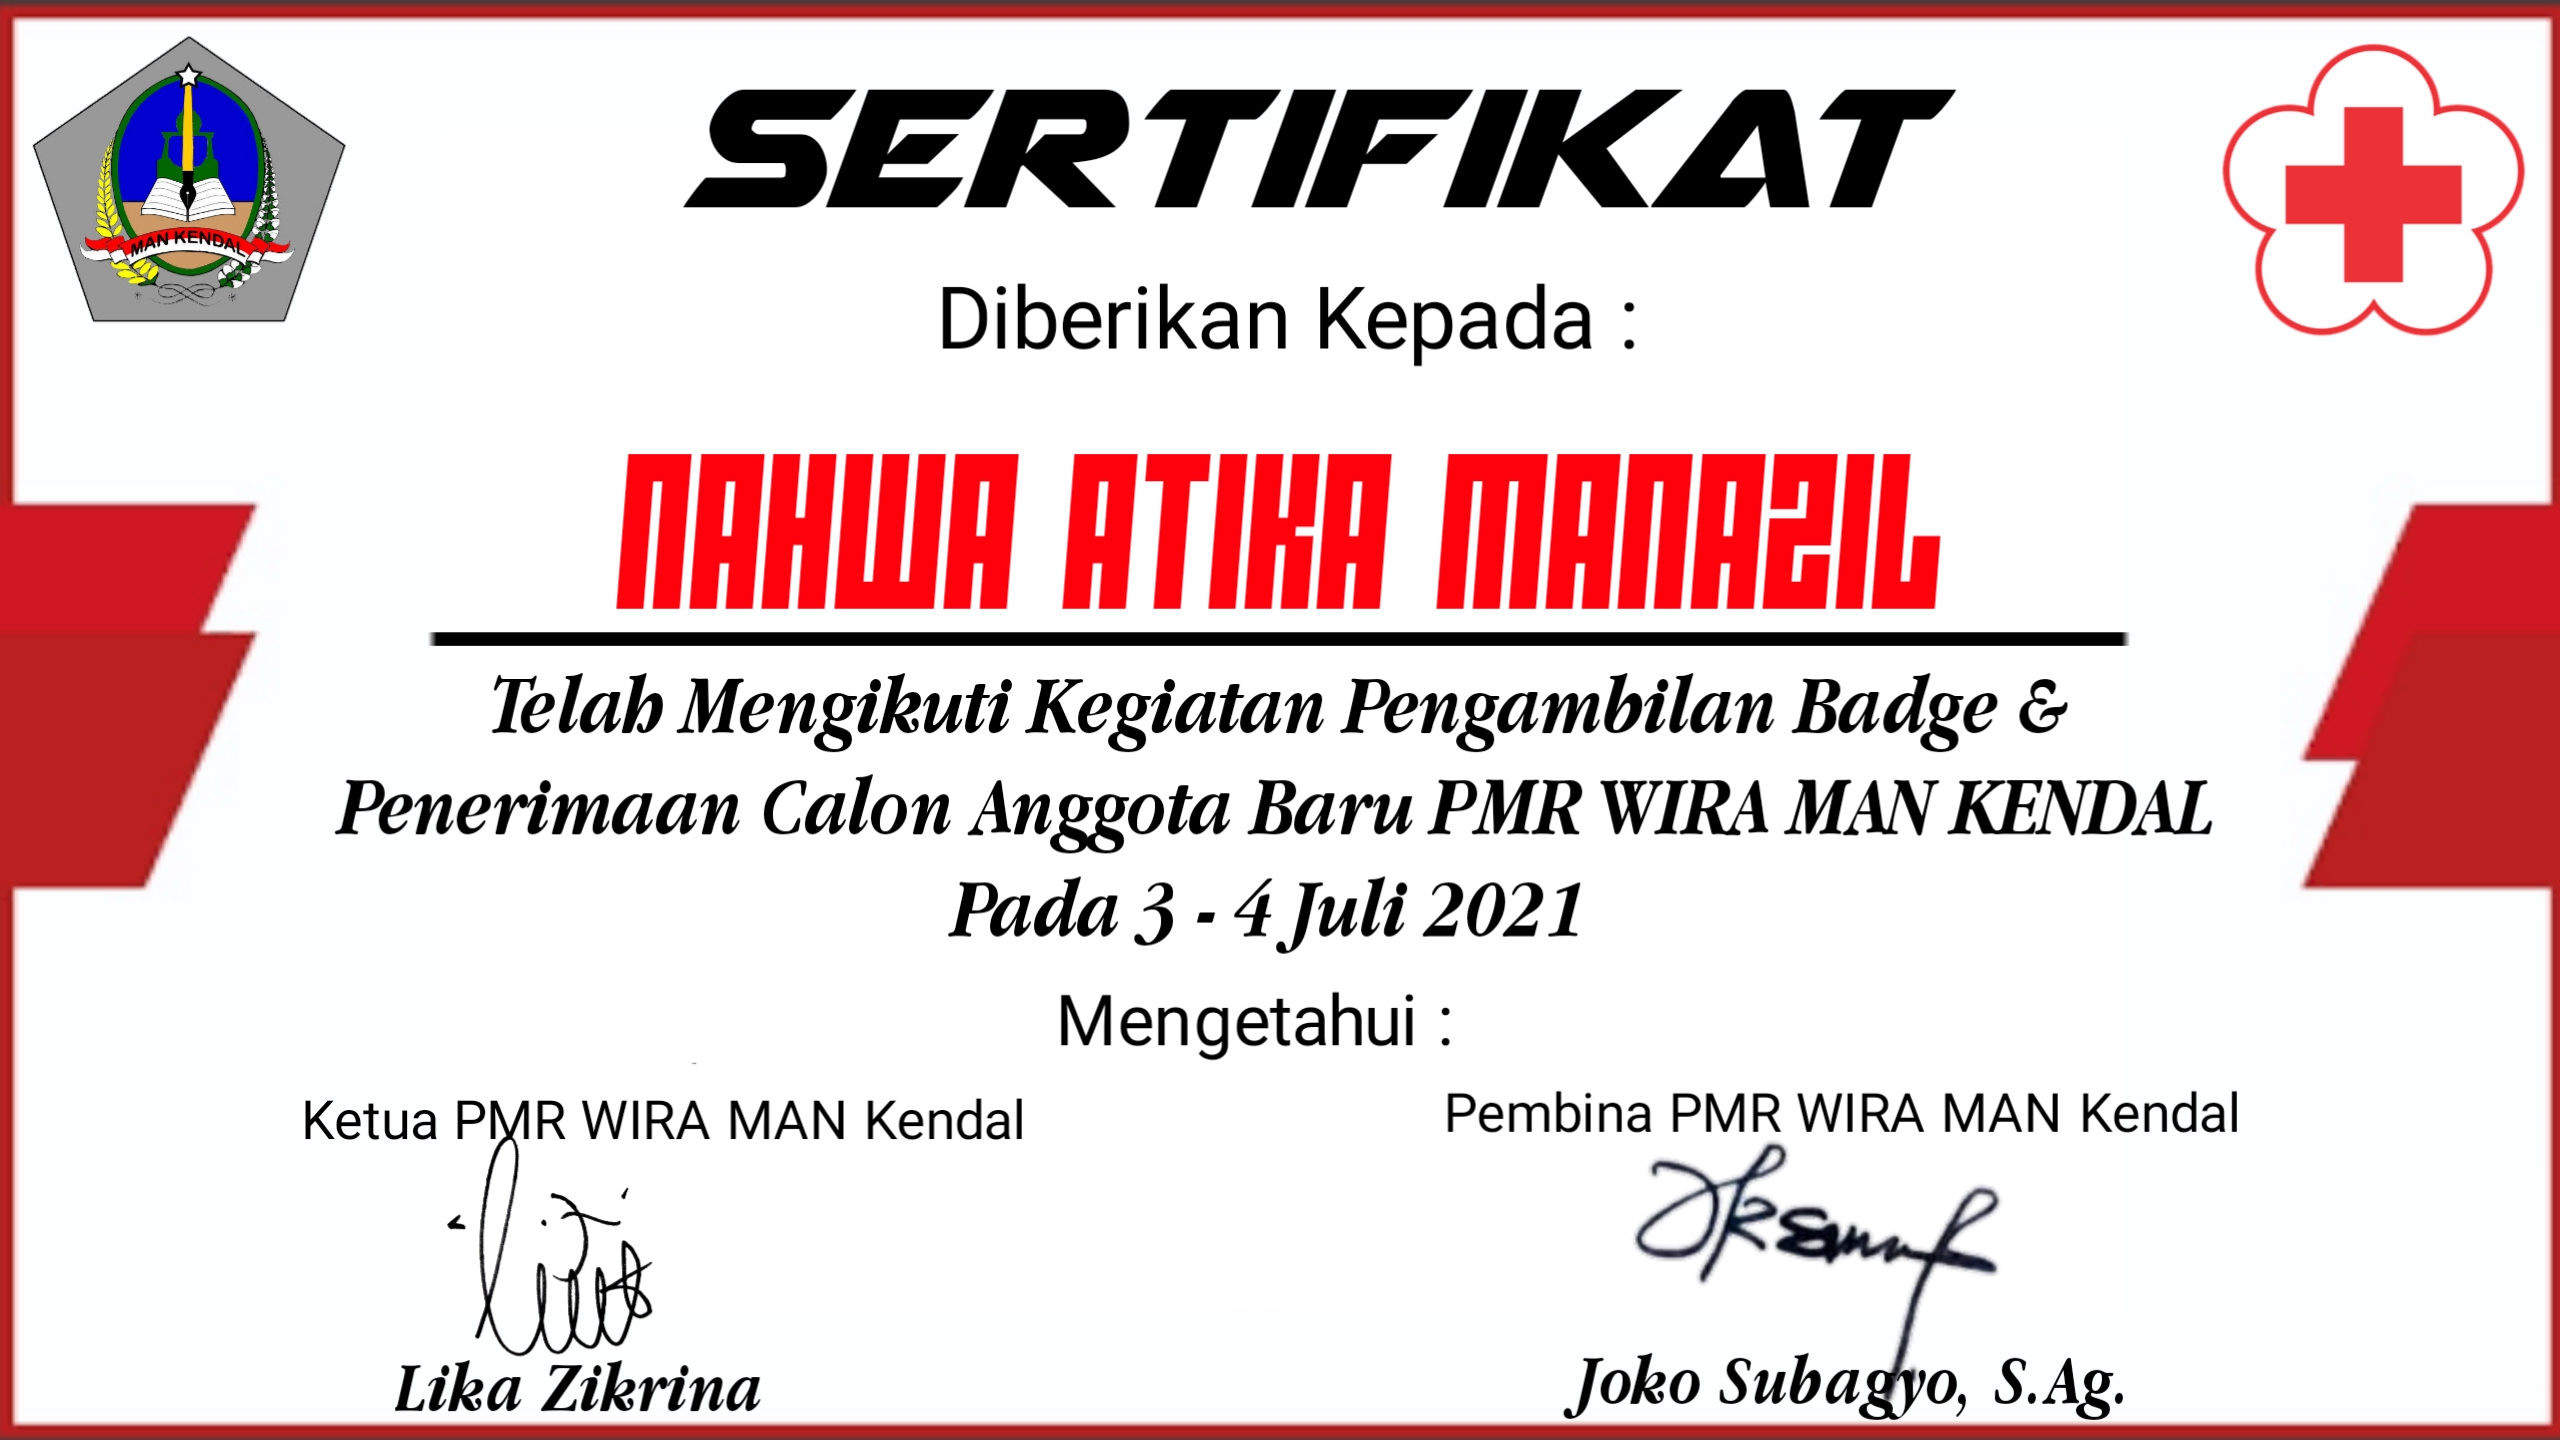 MAN KENDAL
SERTIFIKAT
Diberikan Kepada :
NAHWA ATIKA MANAZIL
Telah Mengikuti Kegiatan Pengambilan Badge &
Penerimaan Calon Anggota Baru PMR WIRA MAN KENDAL
Pada 3 - 4 Juli 2021
Mengetahui :
Ketua PMR WIRA MAN Kendal
Pembina PMR WIRA MAN Kendal
Lika Zikrina
Joko Subagyo, S.Ag.